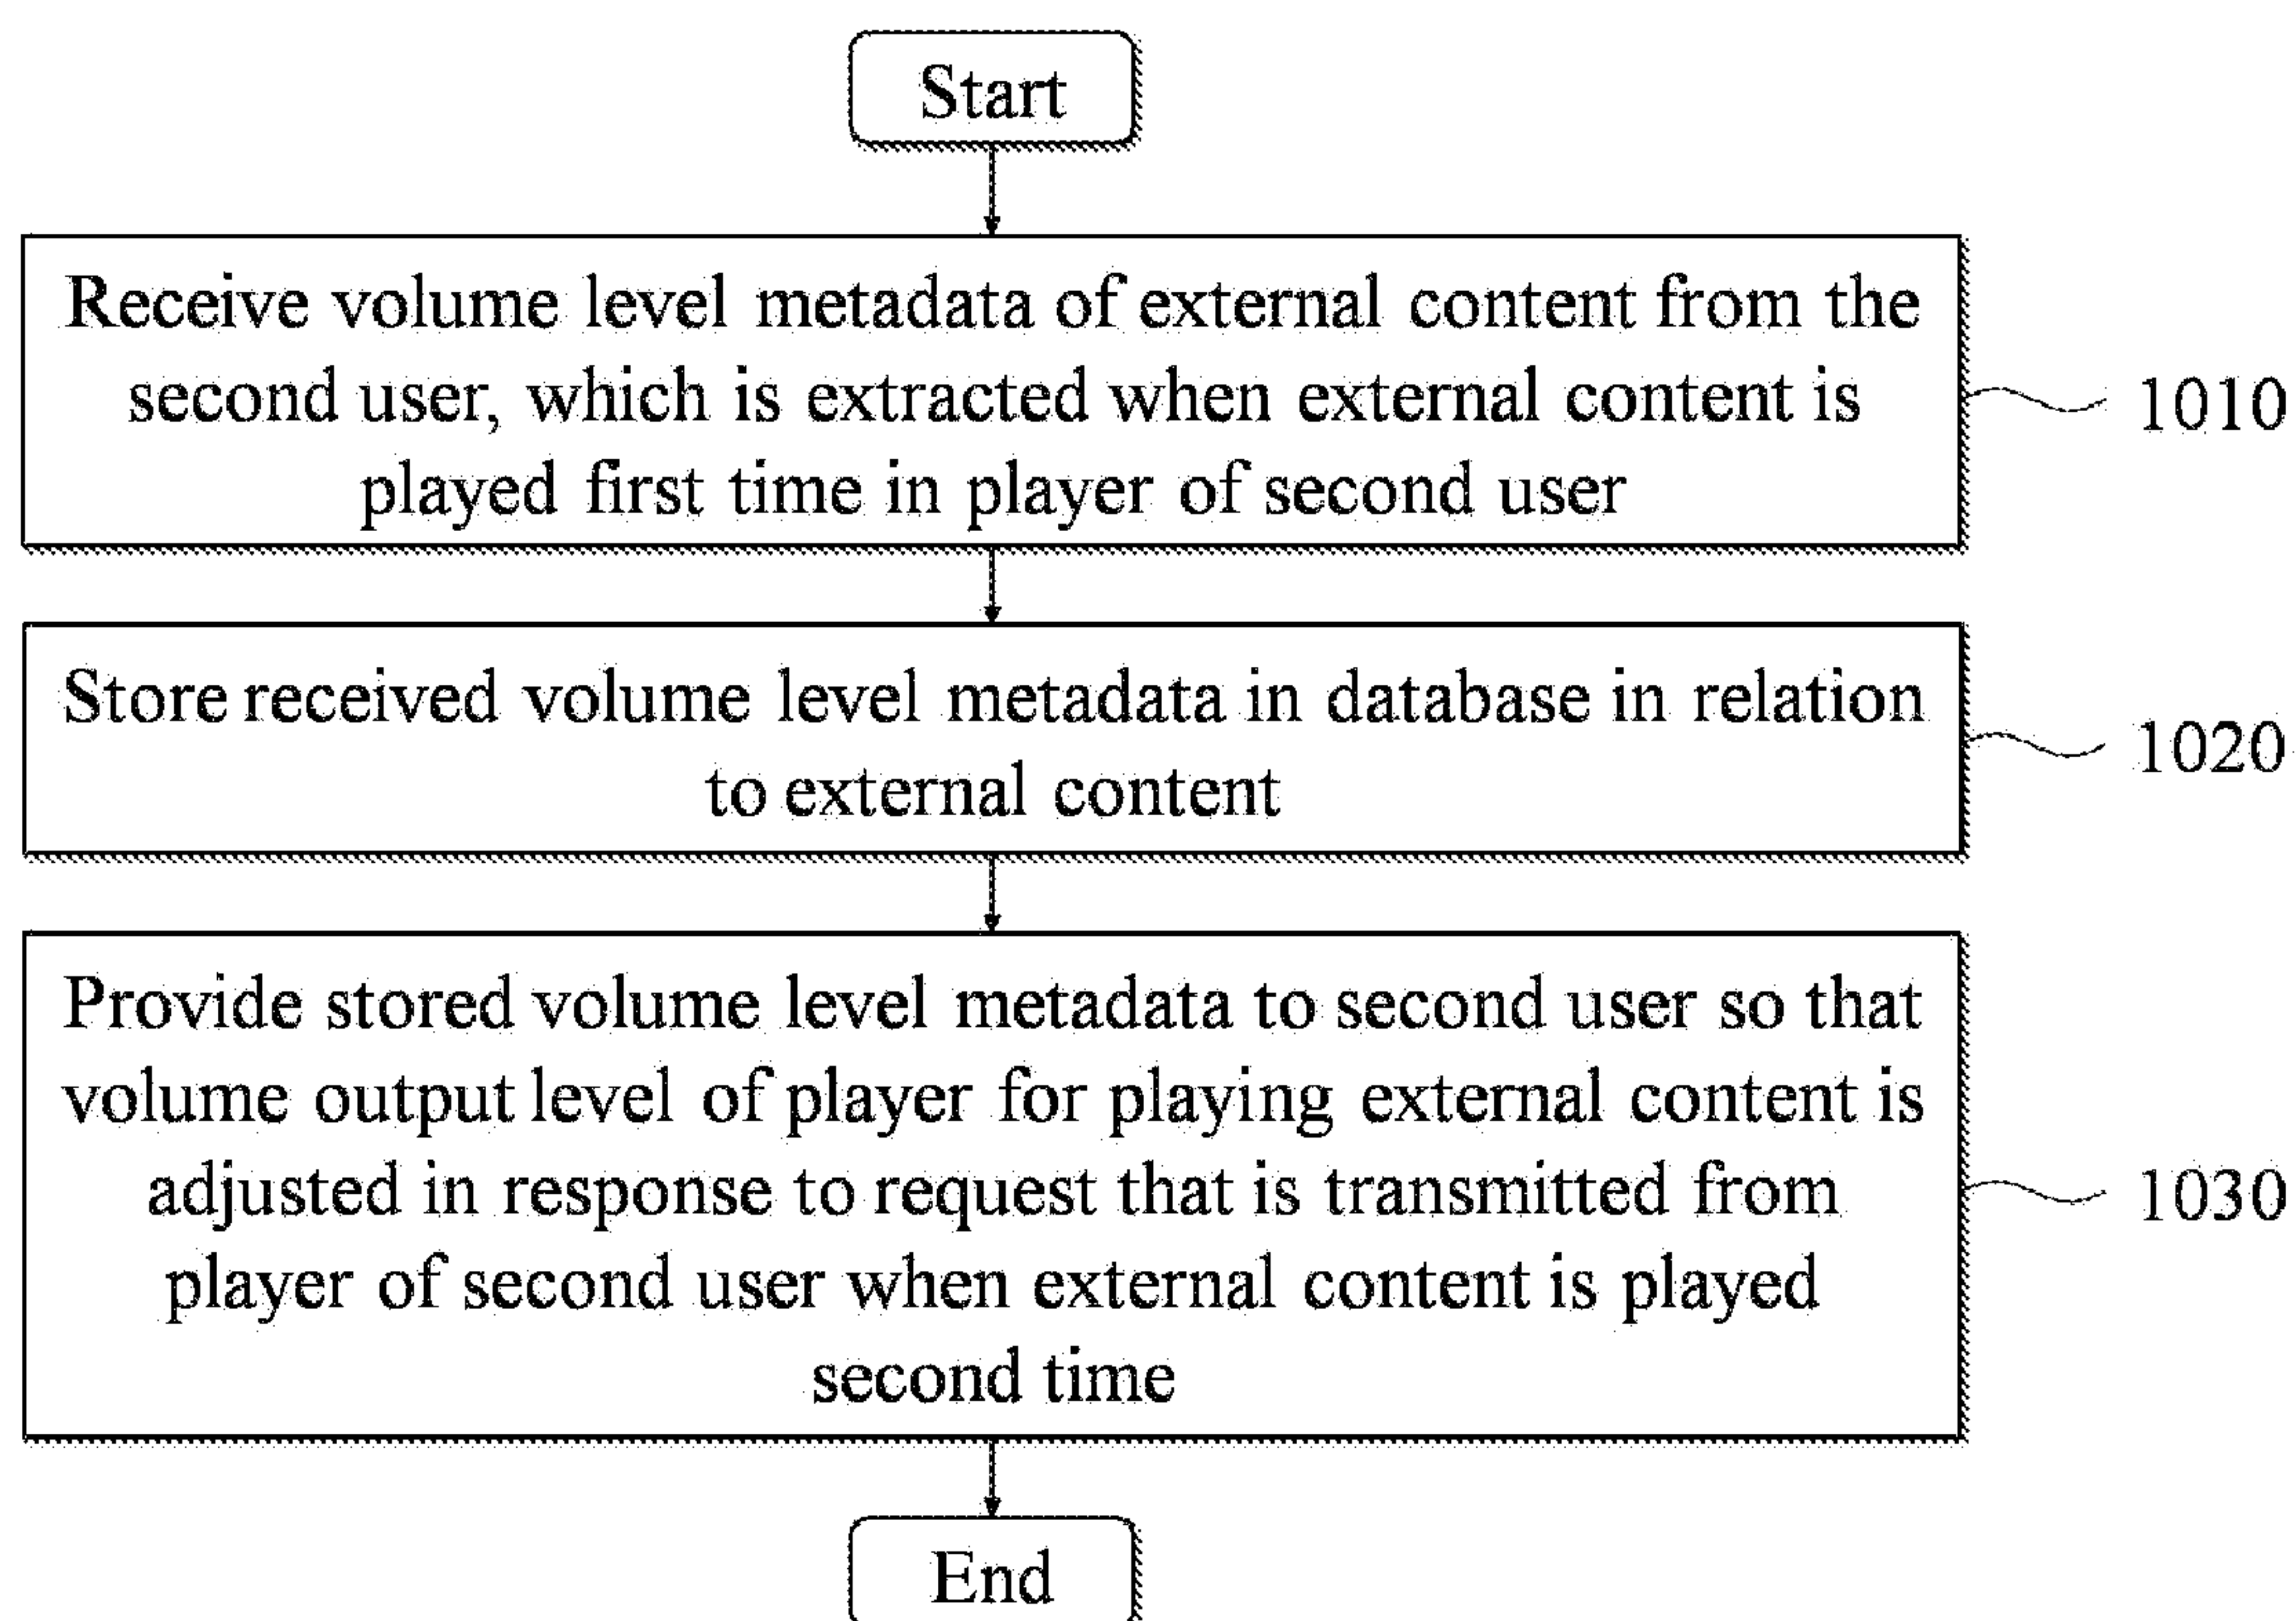 Start
Receive volume level metadata of external content from the
second user, which is extracted when external content is
played first time in player of second user
1010
Store received volume level metadata in database in relation
to external content
1020
Provide stored volume level metadata to second user so that
volume output level of player for playing external content is
adjusted in response to request that is transmitted from
player of second user when external content is played
second time
1030
End